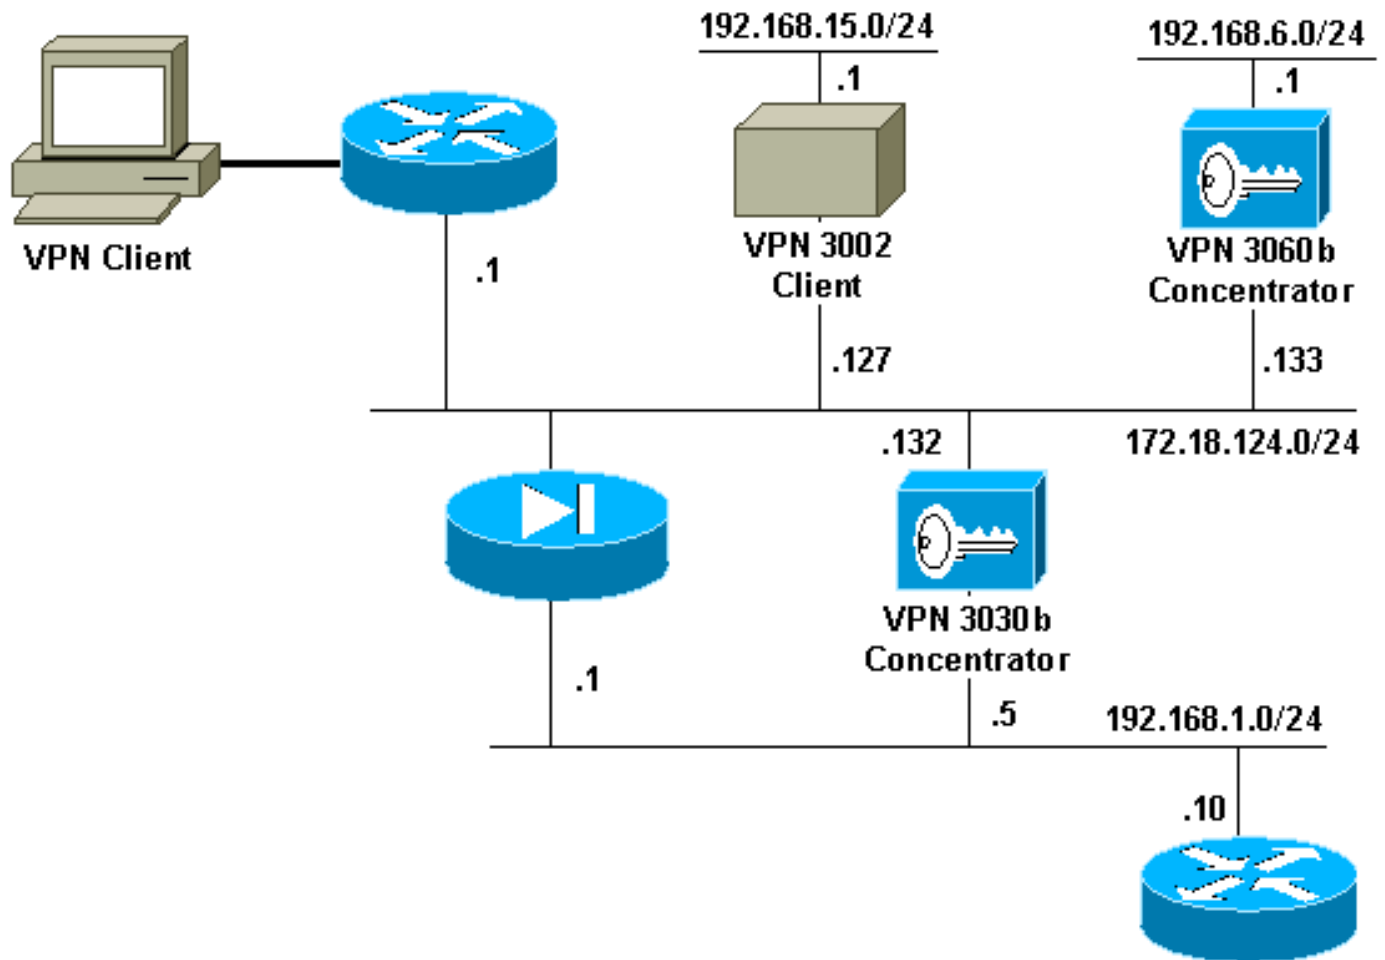 192.168.15.0/24
192.168.6.0/24
.1
.1
VPN Client
.1
VPN 3002
Client
VPN 3060b
Concentrator
.127
.133
.132
172.18.124.0/24
VPN 3030b
Concentrator
.1
.5
192.168.1.0/24
.10